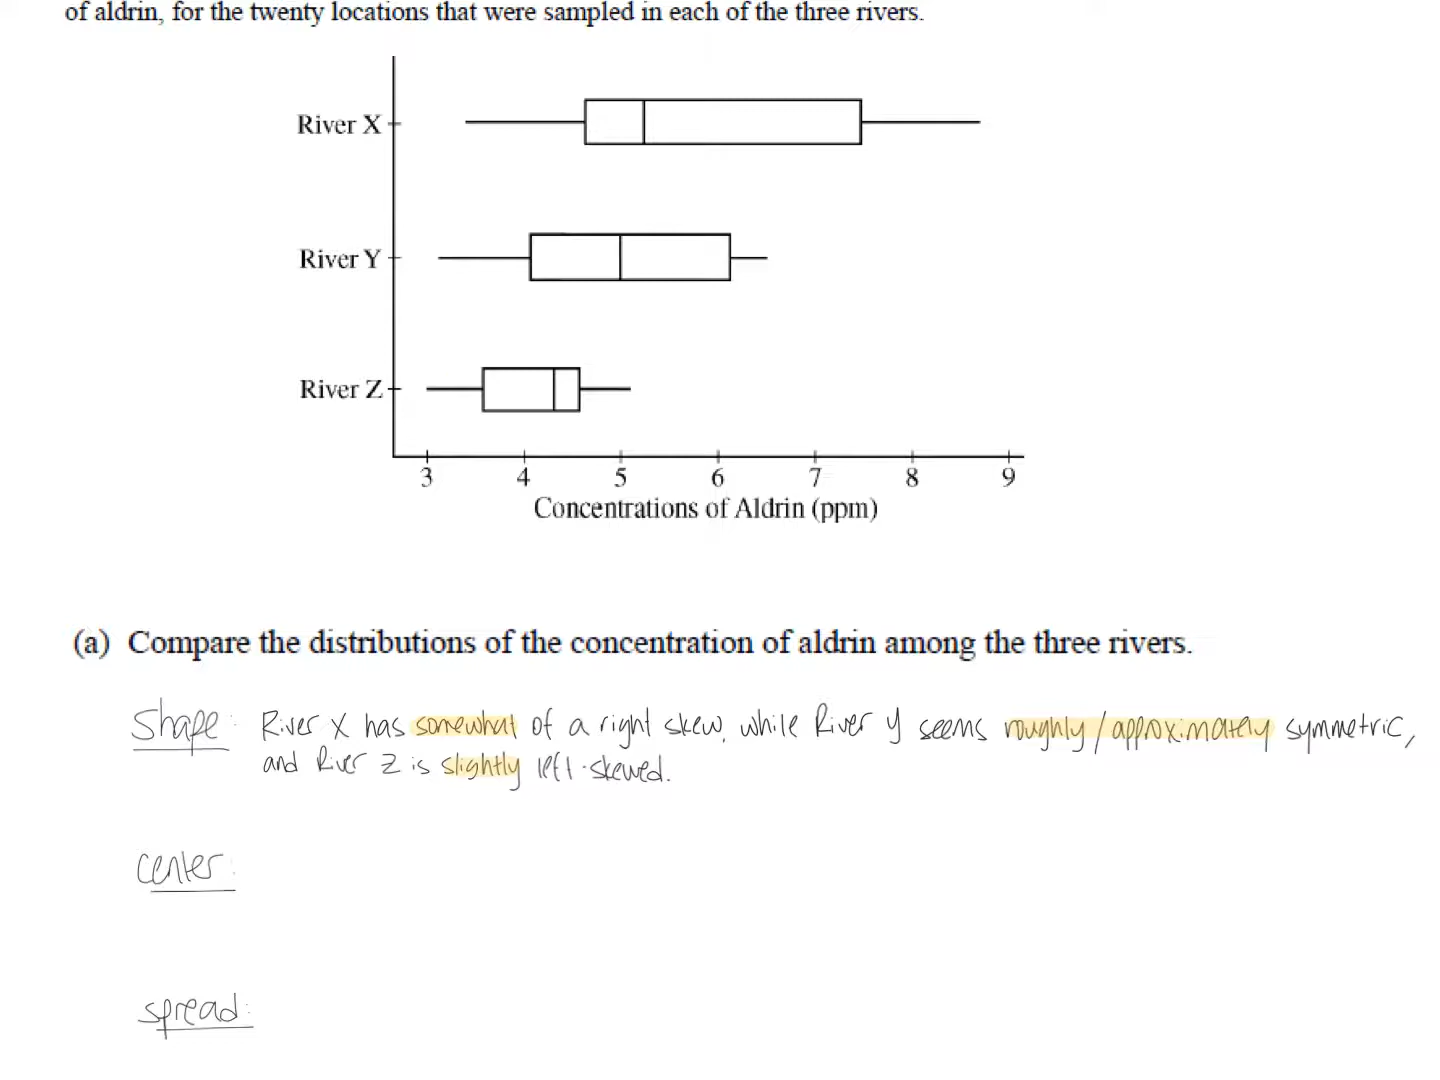 of aldrin, for the twenty locations that were sampled in each of the three rivers.
River X
River Y
River Z
3 4 5 6 7 8 9
Concentrations of Aldrin (ppm)
(a) Compare the distributions of the concentration of aldrin among the three rivers.
Shape: River X has somewhat of a right skew, while River Y seems roughly/approximately symmetric,
and River Z is slightly left-skewed.
center:
spread: